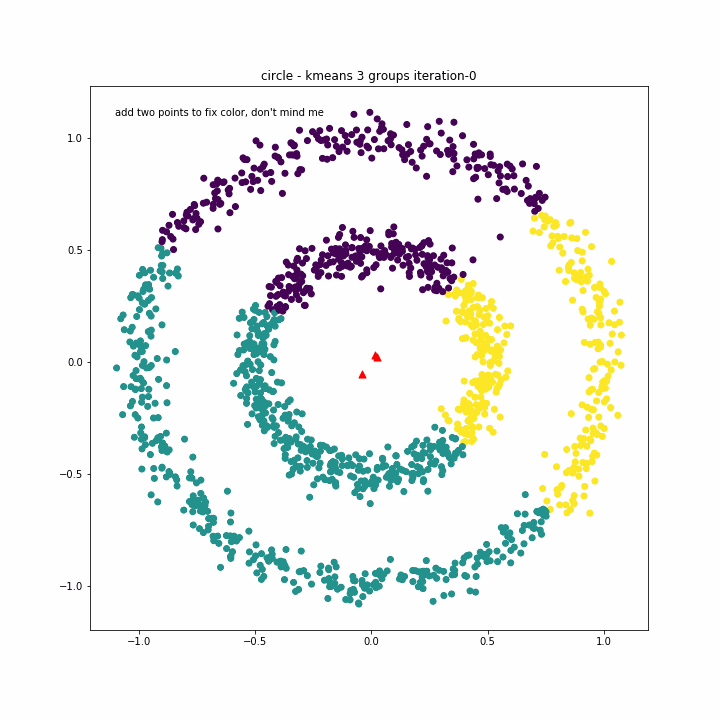 circle - kmeans 3 groups iteration-0
add two points to fix color, don't mind me
1.0
0.5
0.0
−0.5
−1.0
−1.0 −0.5 0.0 0.5 1.0